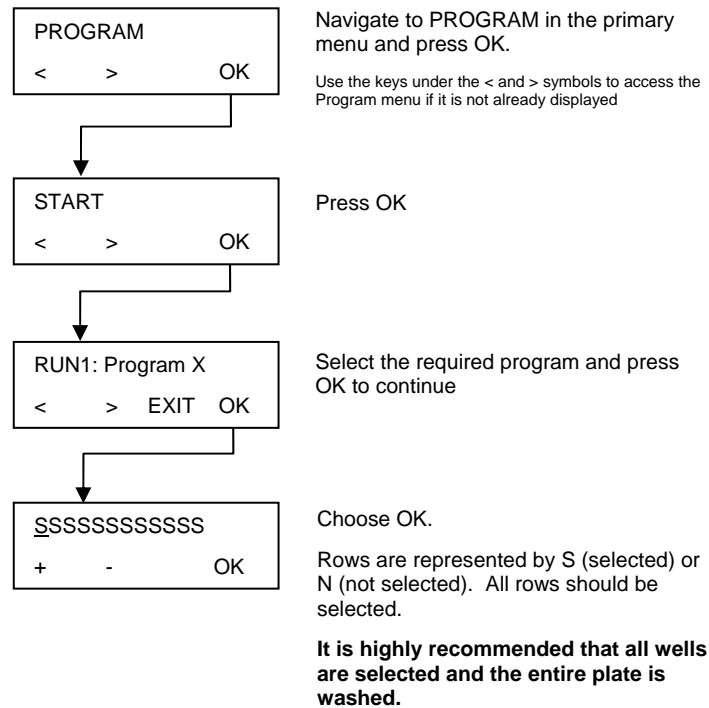 PROGRAM
< > OK
Navigate to PROGRAM in the primary
menu and press OK.
Use the keys under the < and > symbols to access the
Program menu if it is not already displayed
START
< > OK
Press OK
RUN1: Program X
< > EXIT OK
Select the required program and press
OK to continue
SSSSSSSSSSSS
+ - OK
Choose OK.
Rows are represented by S (selected) or
N (not selected). All rows should be
selected.
It is highly recommended that all wells
are selected and the entire plate is
washed.